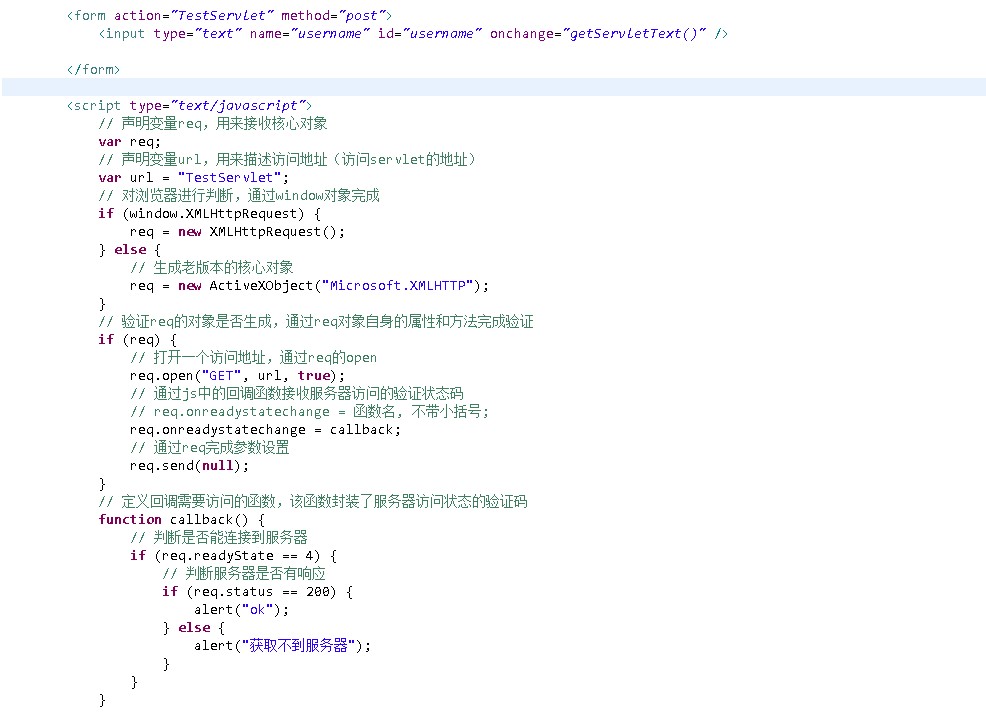 <form action="TestServlet" method="post">
<input type="text" name="username" id="username" onchange="getServletText()" />
</form>
<script type="text/javascript">
// 声明变量req，用来接收核心对象
var req;
// 声明变量url，用来描述访问地址（访问servlet的地址）
var url = "TestServlet";
// 对浏览器进行判断，通过window对象完成
if (window.XMLHttpRequest) {
req = new XMLHttpRequest();
} else {
// 生成老版本的核心对象
req = new ActiveXObject("Microsoft.XMLHTTP");
}
// 验证req的对象是否生成，通过req对象自身的属性和方法完成验证
if (req) {
// 打开一个访问地址，通过req的open
req.open("GET", url, true);
// 通过js中的回调函数接收服务器访问的验证状态码
// req.onreadystatechange = 函数名，不带小括号;
req.onreadystatechange = callback;
// 通过req完成参数设置
req.send(null);
}
// 定义回调需要访问的函数，该函数封装了服务器访问状态的验证码
function callback() {
// 判断是否能连接到服务器
if (req.readyState == 4) {
// 判断服务器是否有响应
if (req.status == 200) {
alert("ok");
} else {
alert("获取不到服务器");
}
}
}